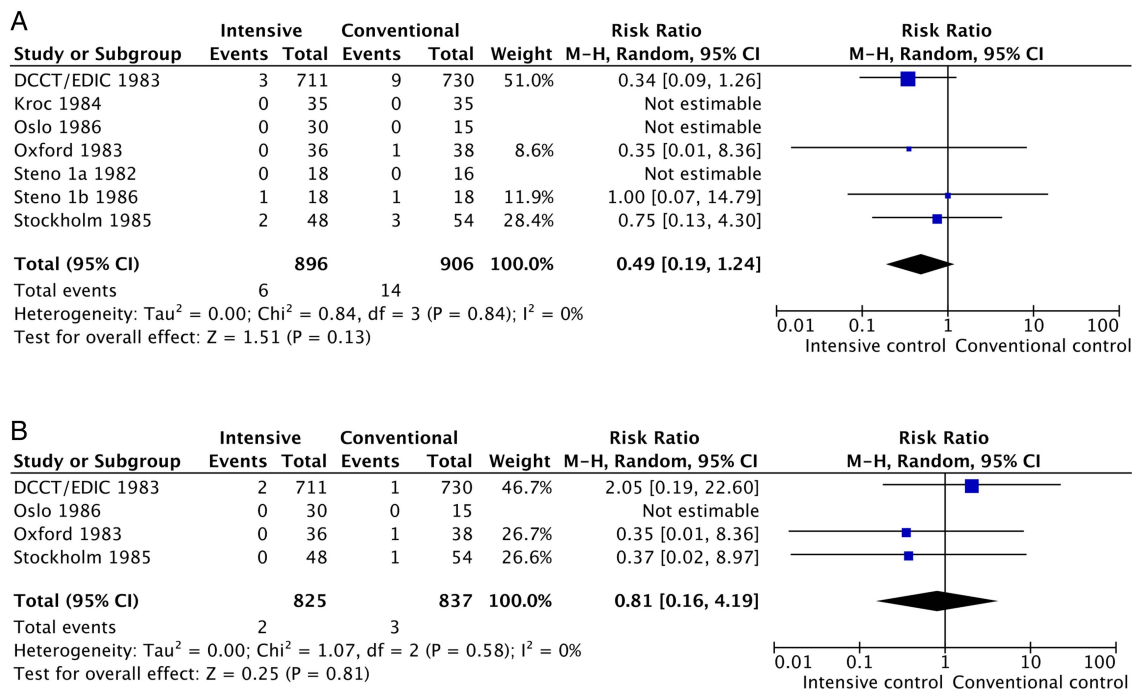 A
Intensive Conventional Risk Ratio Risk Ratio
Study or Subgroup Events Total Events Total Weight M-H, Random, 95% CI M-H, Random, 95% CI
DCCT/EDIC 1983 3 711 9 730 51.0% 0.34 [0.09, 1.26]
Kroc 1984 0 35 0 35 Not estimable
Oslo 1986 0 30 0 15 Not estimable
Oxford 1983 0 36 1 38 8.6% 0.35 [0.01, 8.36]
Steno 1a 1982 0 18 0 16 Not estimable
Steno 1b 1986 1 18 1 18 11.9% 1.00 [0.07, 14.79]
Stockholm 1985 2 48 3 54 28.4% 0.75 [0.13, 4.30]
Total (95% CI) 896 906 100.0% 0.49 [0.19, 1.24]
Total events 6 14
Heterogeneity: Tau² = 0.00; Chi² = 0.84, df = 3 (P = 0.84); I² = 0%
Test for overall effect: Z = 1.51 (P = 0.13)
0.01 0.1 1 10 100
Intensive control Conventional control
B
Intensive Conventional Risk Ratio Risk Ratio
Study or Subgroup Events Total Events Total Weight M-H, Random, 95% CI M-H, Random, 95% CI
DCCT/EDIC 1983 2 711 1 730 46.7% 2.05 [0.19, 22.60]
Oslo 1986 0 30 0 15 Not estimable
Oxford 1983 0 36 1 38 26.7% 0.35 [0.01, 8.36]
Stockholm 1985 0 48 1 54 26.6% 0.37 [0.02, 8.97]
Total (95% CI) 825 837 100.0% 0.81 [0.16, 4.19]
Total events 2 3
Heterogeneity: Tau² = 0.00; Chi² = 1.07, df = 2 (P = 0.58); I² = 0%
Test for overall effect: Z = 0.25 (P = 0.81)
0.01 0.1 1 10 100
Intensive control Conventional control